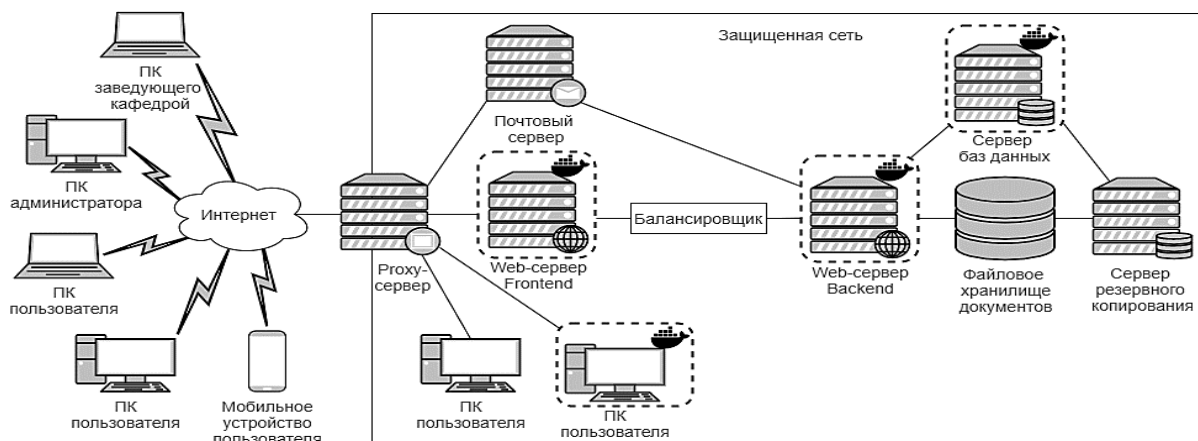 ПК
заведующего
кафедрой
ПК
администратора
ПК
пользователя
ПК
пользователя
Мобильное
устройство
пользователя
Интернет
Защищенная сеть
Proxy-
сервер
Почтовый
сервер
Web-сервер
Frontend
Балансировщик
Web-сервер
Backend
Сервер
баз данных
Файловое
хранилище
документов
Сервер
резервного
копирования
ПК
пользователя
ПК
пользователя